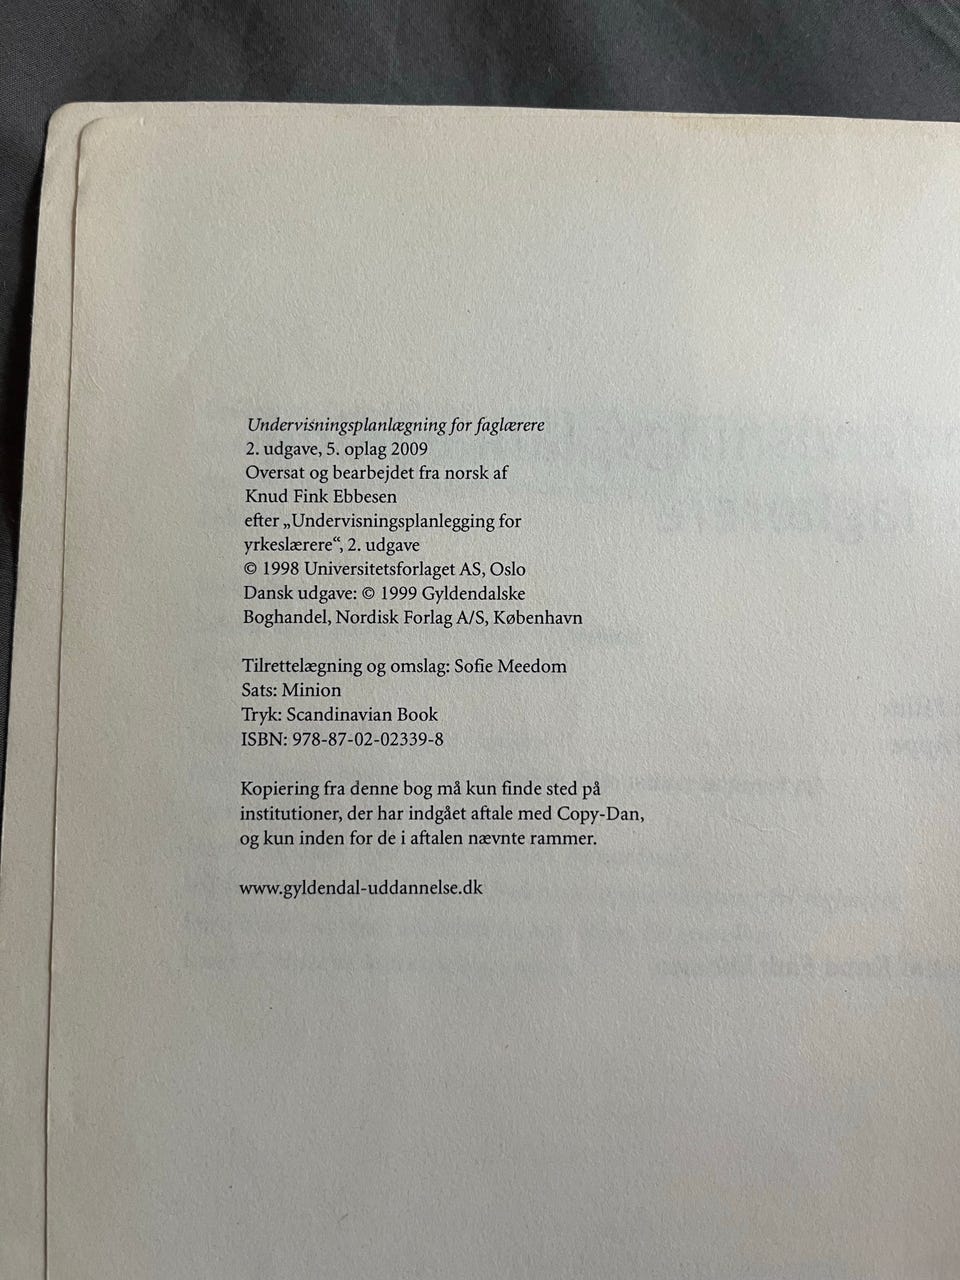 Undervisningsplanlægning for faglærere
2. udgave, 5. oplag 2009
Oversat og bearbejdet fra norsk af
Knud Fink Ebbesen
efter „Undervisningsplanlegging for
yrkeslærere“, 2. udgave
© 1998 Universitetsforlaget AS, Oslo
Dansk udgave: © 1999 Gyldendalske
Boghandel, Nordisk Forlag A/S, København
Tilrettelægning og omslag: Sofie Meedom
Sats: Minion
Tryk: Scandinavian Book
ISBN: 978-87-02-02339-8
Kopiering fra denne bog må kun finde sted på
institutioner, der har indgået aftale med Copy-Dan,
og kun inden for de i aftalen nævnte rammer.
www.gyldendal-uddannelse.dk